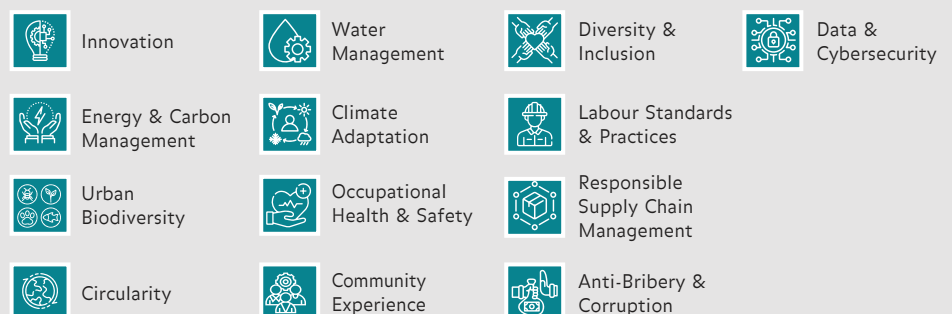 Innovation
Energy & Carbon
Management
Urban
Biodiversity
Circularity
Water
Management
Climate
Adaptation
Occupational
Health & Safety
Community
Experience
Diversity &
Inclusion
Labour Standards
& Practices
Responsible
Supply Chain
Management
Anti-Bribery &
Corruption
Data &
Cybersecurity